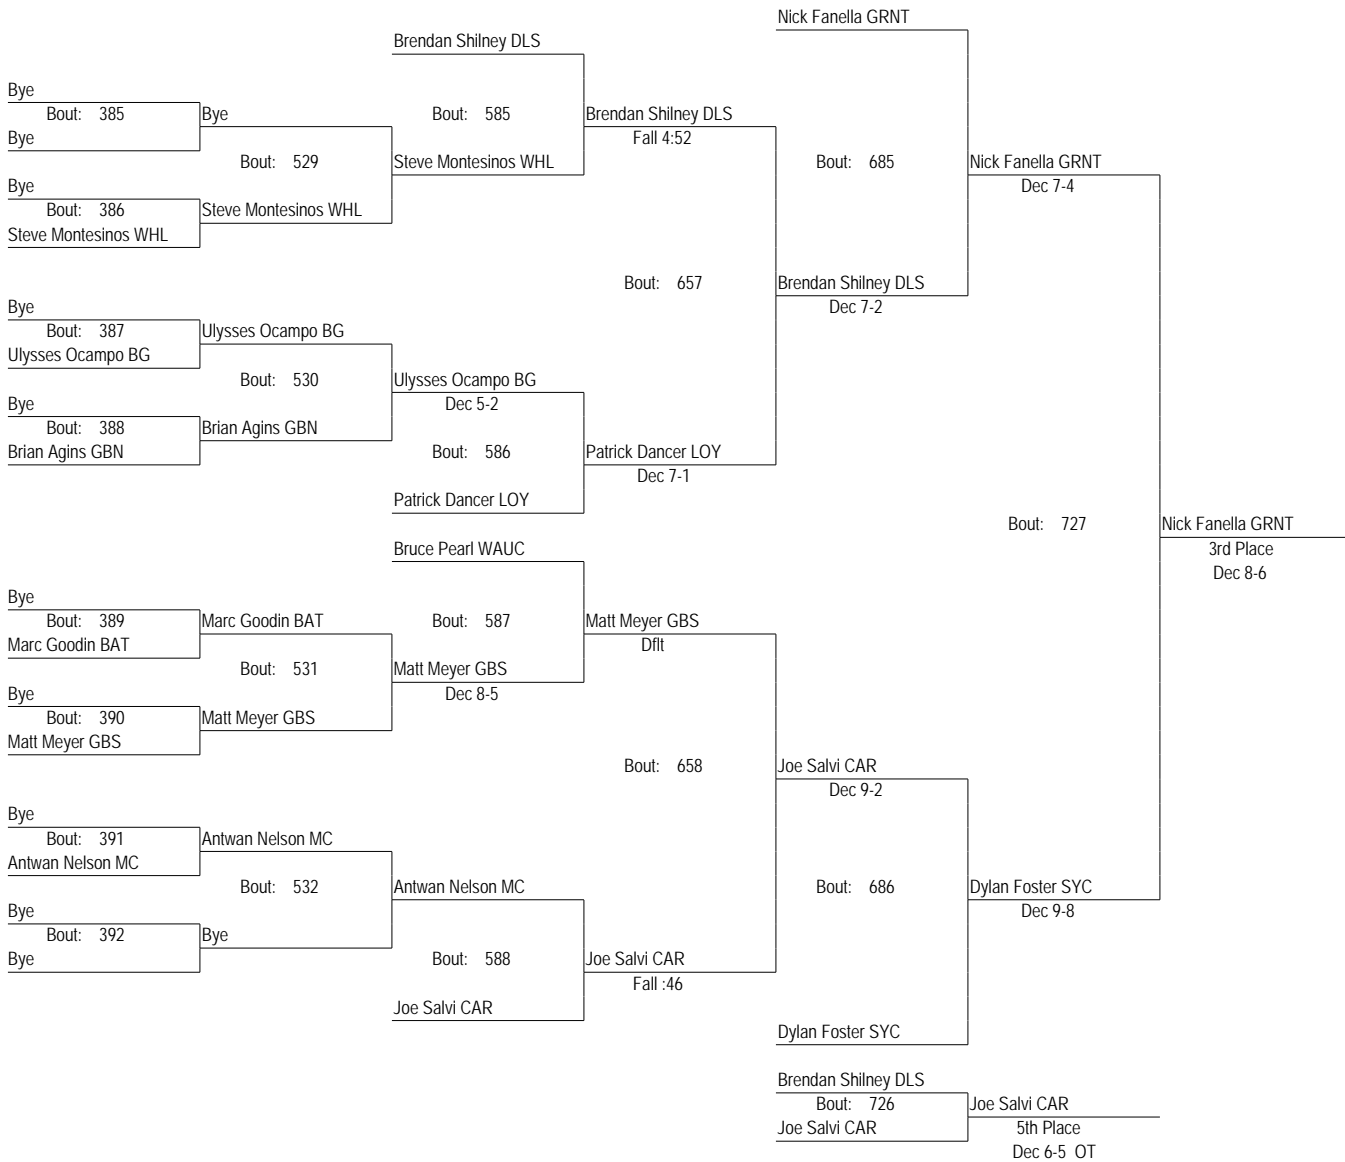 Nick Fanella GRNT
Brendan Shilney DLS
Bye
Bout: 385
Bye
Bout: 585
Brendan Shilney DLS
Bye
Fall 4:52
Bout: 529
Steve Montesinos WHL
Bout: 685
Nick Fanella GRNT
Bye
Dec 7-4
Bout: 386
Steve Montesinos WHL
Steve Montesinos WHL
Bout: 657
Brendan Shilney DLS
Bye
Dec 7-2
Bout: 387
Ulysses Ocampo BG
Ulysses Ocampo BG
Bout: 530
Ulysses Ocampo BG
Bye
Dec 5-2
Bout: 388
Brian Agins GBN
Brian Agins GBN
Bout: 586
Patrick Dancer LOY
Dec 7-1
Patrick Dancer LOY
Bout: 727
Nick Fanella GRNT
3rd Place
Dec 8-6
Bruce Pearl WAUC
Bye
Bout: 389
Marc Goodin BAT
Bout: 587
Matt Meyer GBS
Marc Goodin BAT
Dflt
Bout: 531
Matt Meyer GBS
Bye
Dec 8-5
Bout: 390
Matt Meyer GBS
Matt Meyer GBS
Bout: 658
Joe Salvi CAR
Dec 9-2
Bye
Bout: 391
Antwan Nelson MC
Antwan Nelson MC
Bout: 532
Antwan Nelson MC
Bout: 686
Dylan Foster SYC
Bye
Dec 9-8
Bout: 392
Bye
Bye
Bout: 588
Joe Salvi CAR
Fall :46
Joe Salvi CAR
Dylan Foster SYC
Brendan Shilney DLS
Bout: 726
Joe Salvi CAR
Joe Salvi CAR
5th Place
Dec 6-5 OT